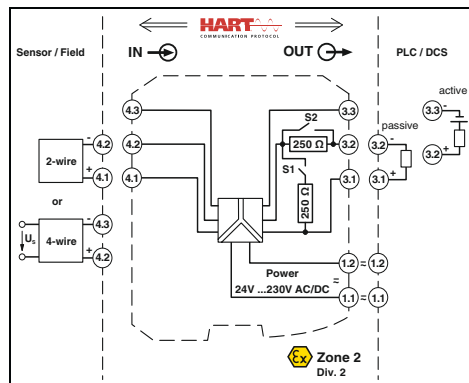 HART
COMMUNICATION PROTOCOL
Sensor / Field
IN
OUT
PLC / DCS
active
passive
4.3
4.2
4.1
3.3
3.2
3.1
S2
250 Ω
S1
250 Ω
2-wire
-
4.2
+
4.1
or
4-wire
Us
-
4.3
+
4.2
3.2
-
3.1
+
3.3
-
3.2
+
Power
24V ...230V AC/DC
=
1.2
≈
1.2
1.1
≈
1.1
Ex
Zone 2
Div. 2